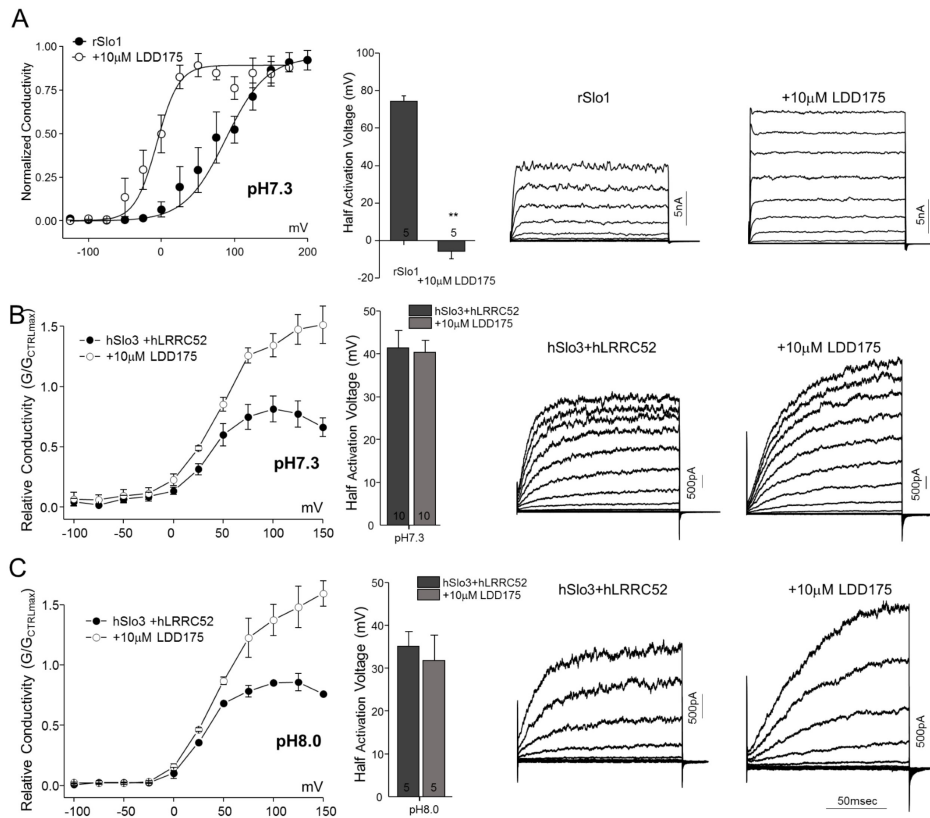 A
rSlo1
+10μM LDD175
Normalized Conductivity
1.00
0.75
0.50
0.25
0.00
pH7.3
mV
-100 0 100 200
Half Activation Voltage (mV)
80
60
40
20
0
-20
5
**
5
rSlo1
+10μM LDD175
rSlo1
5nA
+10μM LDD175
5nA
B
hSlo3 +hLRRC52
+10μM LDD175
Relative Conductivity (G/GCTRLmax)
1.5
1.0
0.5
0.0
pH7.3
mV
-100 -50 0 50 100 150
hSlo3+hLRRC52
+10μM LDD175
Half Activation Voltage (mV)
50
40
30
20
10
0
10 10
pH7.3
hSlo3+hLRRC52
500pA
+10μM LDD175
500pA
C
hSlo3+hLRRC52
+10μM LDD175
Relative Conductivity (G/GCTRLmax)
1.5
1.0
0.5
0.0
pH8.0
mV
-100 -50 0 50 100 150
hSlo3+hLRRC52
+10μM LDD175
Half Activation Voltage (mV)
50
40
30
20
10
0
5 5
pH8.0
hSlo3+hLRRC52
500pA
+10μM LDD175
500pA
50msec